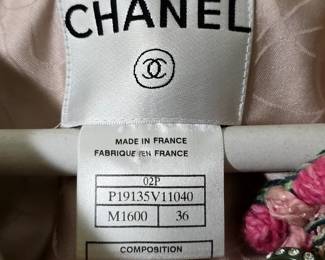 CHANEL
MADE IN FRANCE
FABRIQUE EN FRANCE
02P
P19135V11040
M1600 36
COMPOSITION